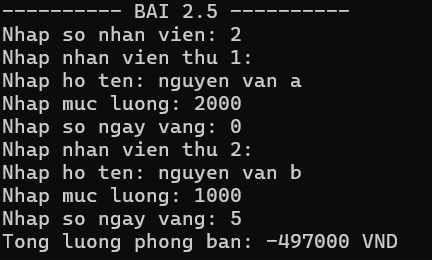 ---------- BAI 2.5 ----------
Nhap so nhan vien: 2
Nhap nhan vien thu 1:
Nhap ho ten: nguyen van a
Nhap muc luong: 2000
Nhap so ngay vang: 0
Nhap nhan vien thu 2:
Nhap ho ten: nguyen van b
Nhap muc luong: 1000
Nhap so ngay vang: 5
Tong luong phong ban: -497000 VND